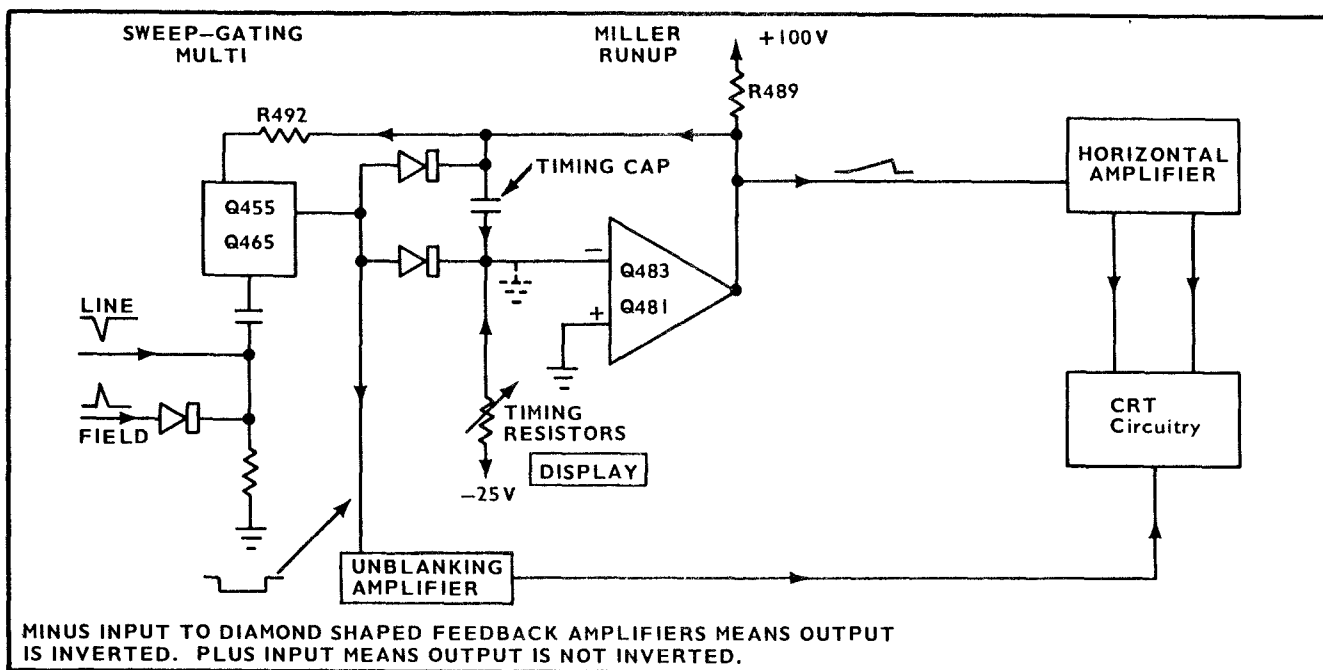 SWEEP–GATING
MULTI
MILLER
RUNUP
+100V
R489
R492
TIMING CAP
HORIZONTAL
AMPLIFIER
Q455
Q465
–
Q483
Q481
+
LINE
FIELD
TIMING
RESISTORS
DISPLAY
–25V
CRT
Circuitry
UNBLANKING
AMPLIFIER
MINUS INPUT TO DIAMOND SHAPED FEEDBACK AMPLIFIERS MEANS OUTPUT
IS INVERTED. PLUS INPUT MEANS OUTPUT IS NOT INVERTED.